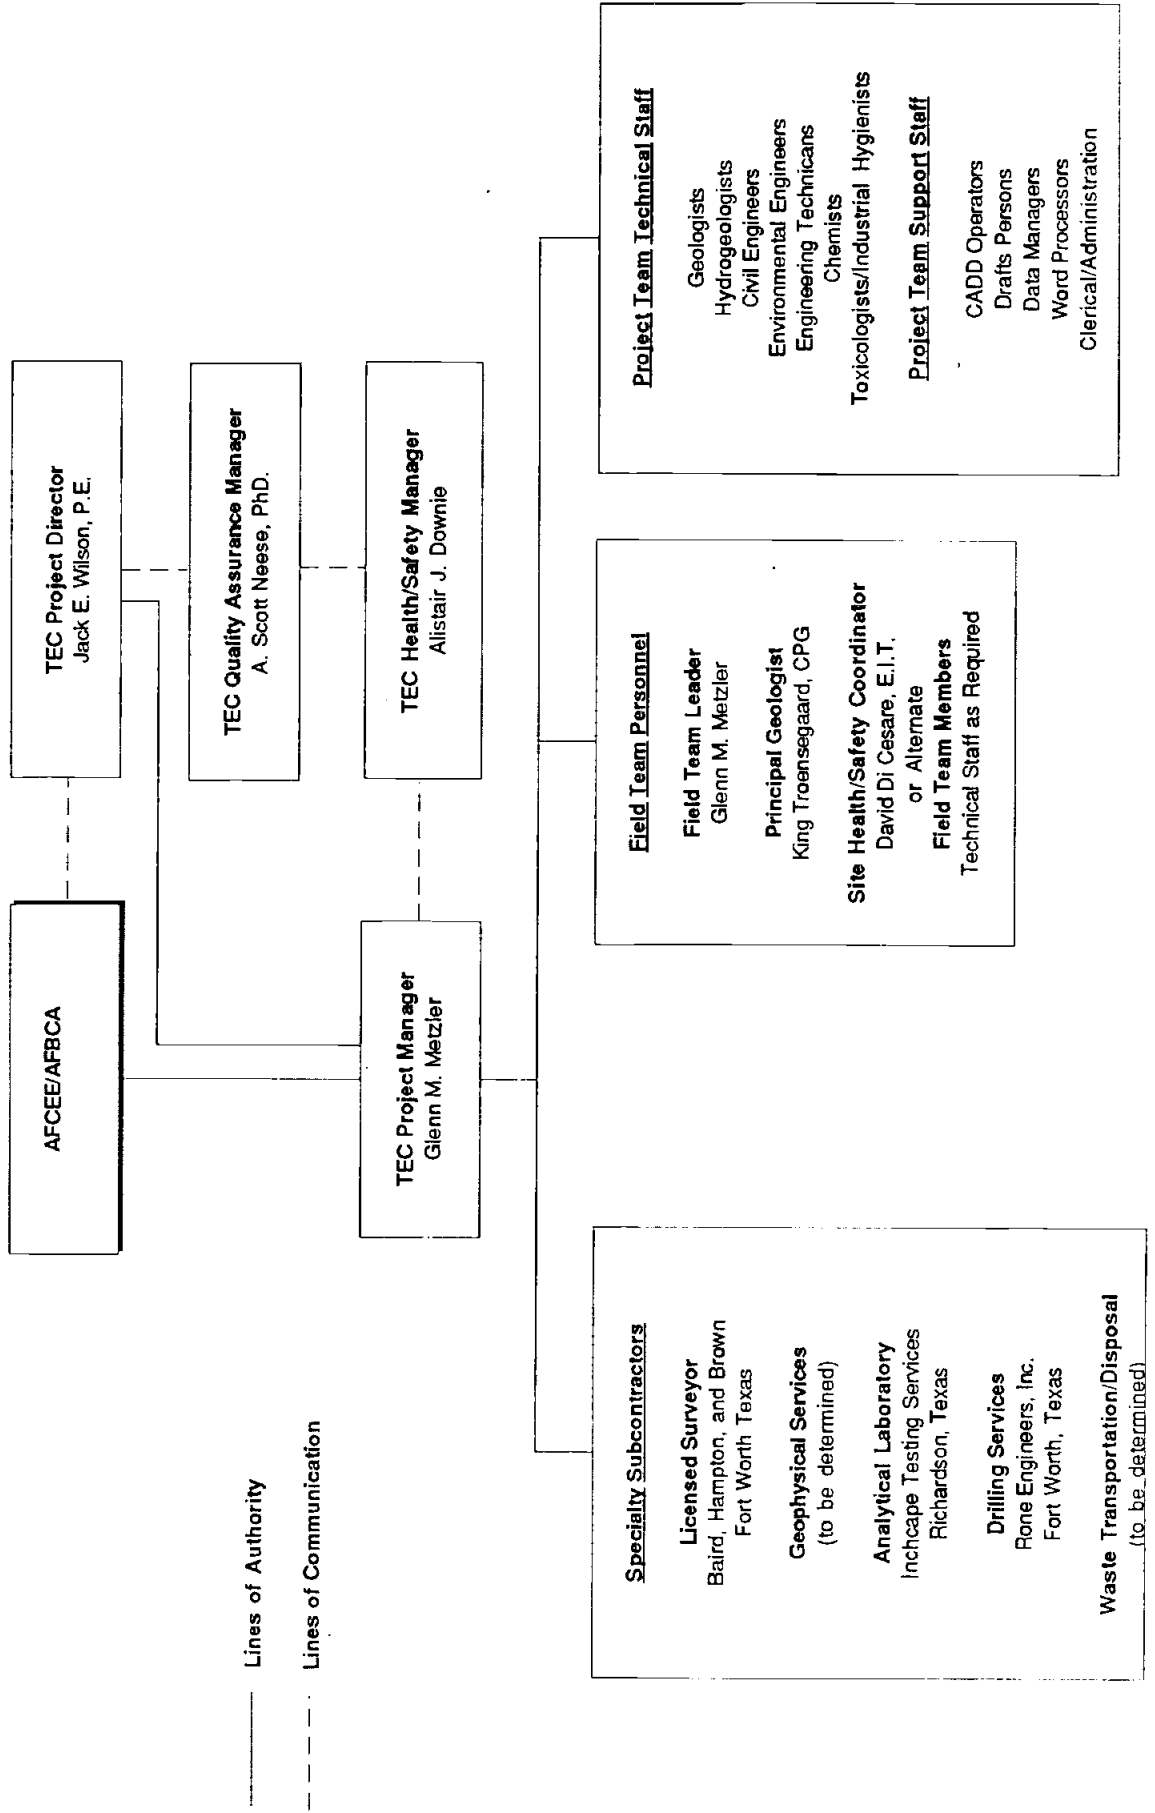 AFCEE/AFBCA
TEC Project Director
Jack E. Wilson, P.E.
TEC Quality Assurance Manager
A. Scott Neese, PhD.
TEC Project Manager
Glenn M. Metzler
TEC Health/Safety Manager
Alistair J. Downie
Lines of Authority
Lines of Communication
Specialty Subcontractors
Licensed Surveyor
Baird, Hampton, and Brown
Fort Worth Texas
Geophysical Services
(to be determined)
Analytical Laboratory
Inchcape Testing Services
Richardson, Texas
Drilling Services
Rone Engineers, Inc.
Fort Worth, Texas
Waste Transportation/Disposal
(to be determined)
Field Team Personnel
Field Team Leader
Glenn M. Metzler
Principal Geologist
King Troensegaard, CPG
Site Health/Safety Coordinator
David Di Cesare, E.I.T.
or Alternate
Field Team Members
Technical Staff as Required
Project Team Technical Staff
Geologists
Hydrogeologists
Civil Engineers
Environmental Engineers
Engineering Technicans
Chemists
Toxicologists/Industrial Hygienists
Project Team Support Staff
CADD Operators
Drafts Persons
Data Managers
Word Processors
Clerical/Administration